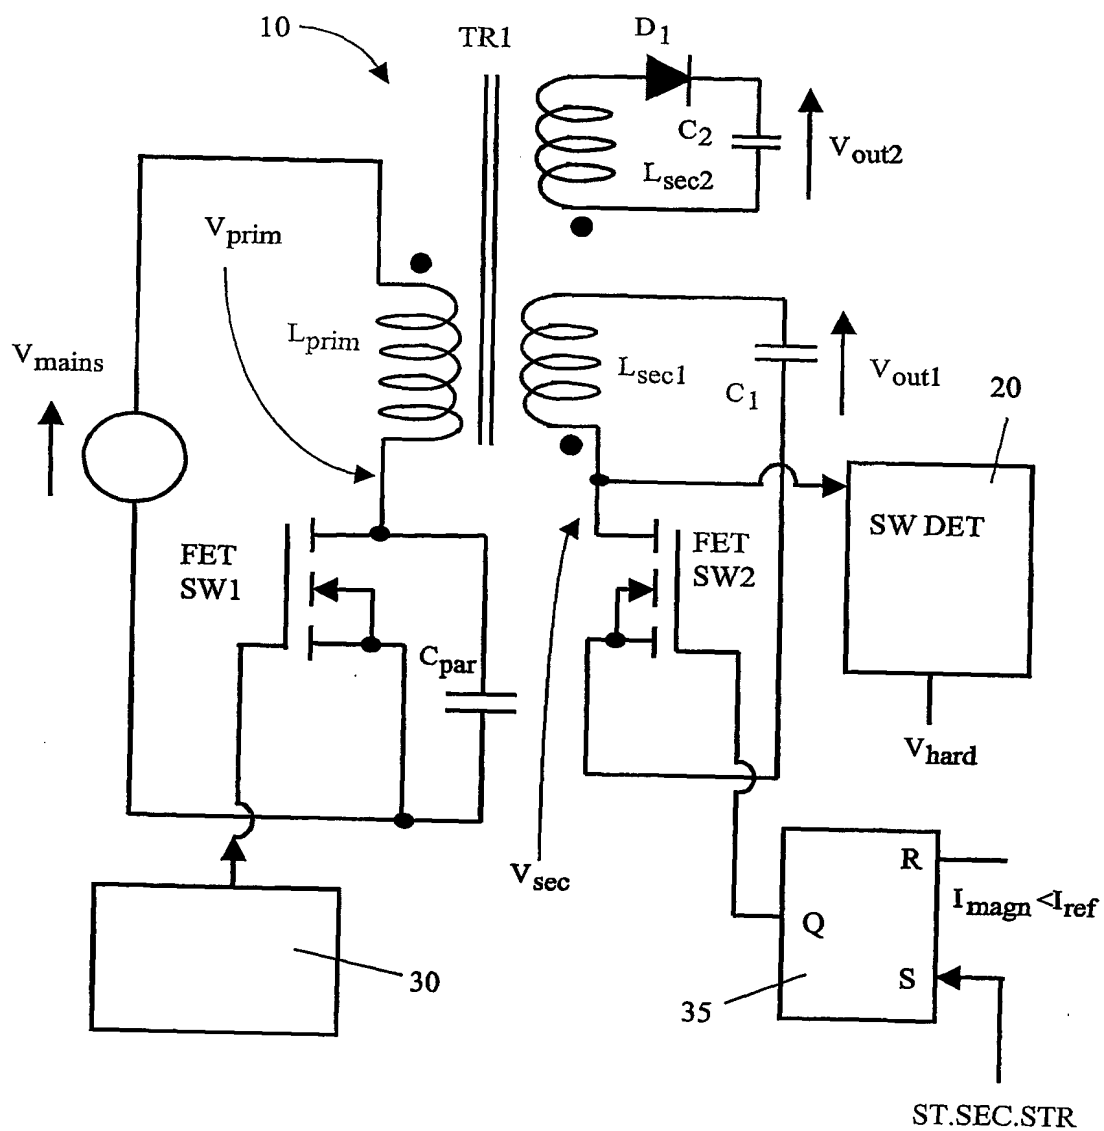 10
TR1
D1
C2
Vout2
Lsec2
Vprim
Lprim
Vmains
Lsec1
C1
Vout1
20
SW DET
FET
SW1
FET
SW2
Cpar
Vhard
Vsec
R
Imagn<Iref
Q
S
30
35
ST.SEC.STR